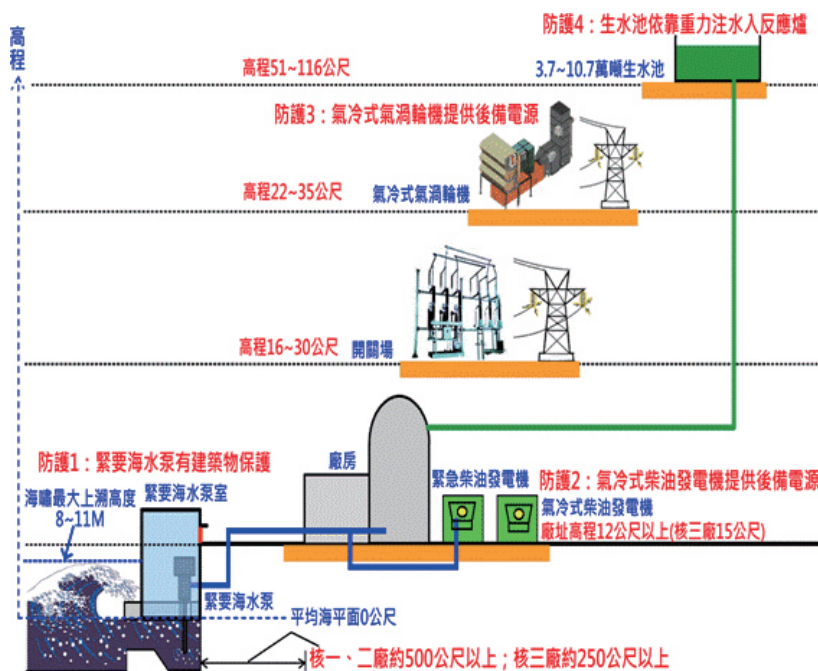 高程
防護4：生水池依靠重力注水入反應爐
高程51~116公尺
3.7~10.7萬噸生水池
防護3：氣冷式氣渦輪機提供後備電源
高程22~35公尺
氣冷式氣渦輪機
高程16~30公尺
開關場
防護1：緊要海水泵有建築物保護
廠房
緊急柴油發電機
防護2：氣冷式柴油發電機提供後備電源
海嘯最大上溯高度
8~11M
緊要海水泵室
氣冷式柴油發電機
廠址高程12公尺以上(核三廠15公尺)
緊要海水泵
平均海平面0公尺
核一、二廠約500公尺以上；核三廠約250公尺以上